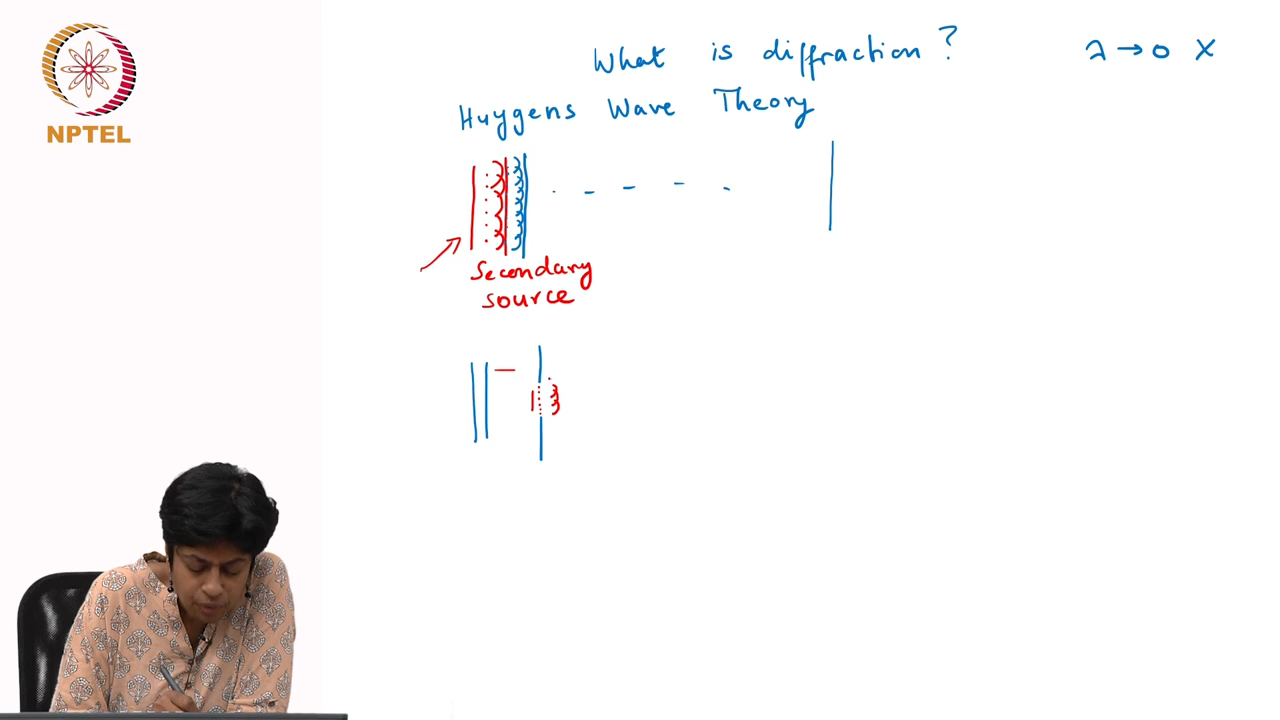 NPTEL
What is diffraction?
λ → 0 X
Huygens Wave Theory
Secondary
source